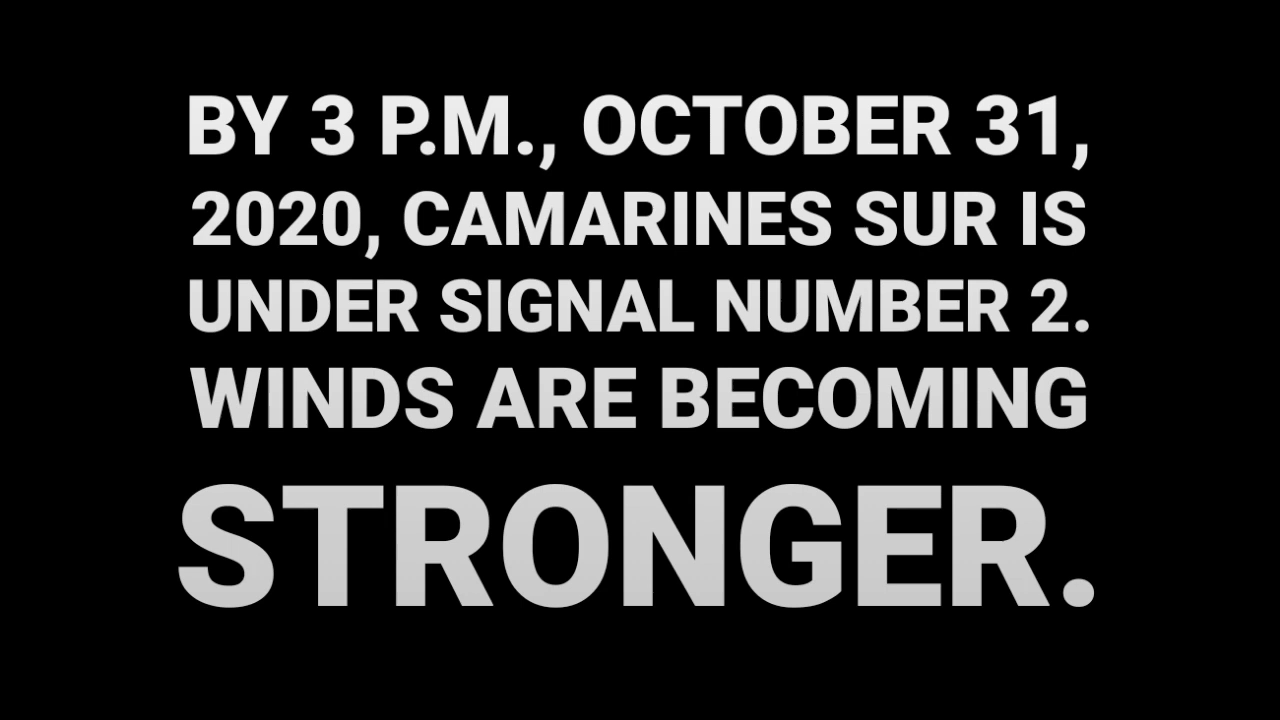 BY 3 P.M., OCTOBER 31,
2020, CAMARINES SUR IS
UNDER SIGNAL NUMBER 2.
WINDS ARE BECOMING
STRONGER.